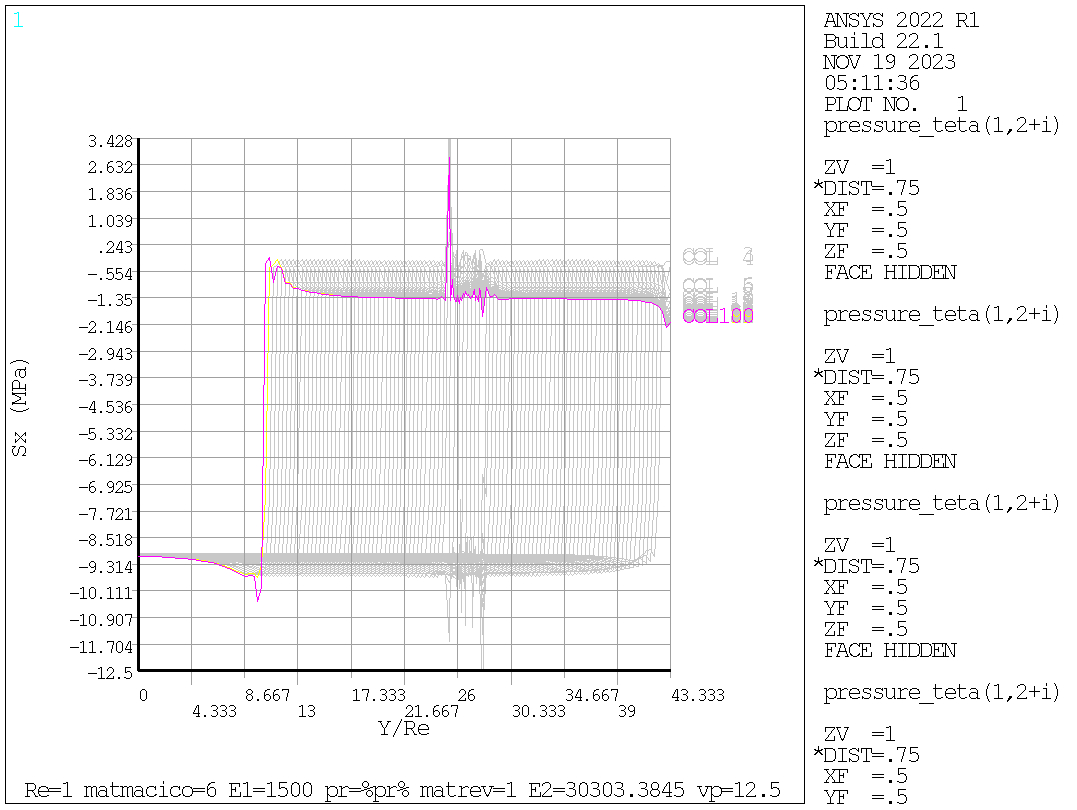 1
ANSYS 2022 R1
Build 22.1
NOV 19 2023
05:11:36
PLOT NO. 1
pressure_teta(1,2+i)
ZV =1
*DIST=.75
XF =.5
YF =.5
ZF =.5
FACE HIDDEN
pressure_teta(1,2+i)
ZV =1
*DIST=.75
XF =.5
YF =.5
ZF =.5
FACE HIDDEN
pressure_teta(1,2+i)
ZV =1
*DIST=.75
XF =.5
YF =.5
ZF =.5
FACE HIDDEN
pressure_teta(1,2+i)
ZV =1
*DIST=.75
XF =.5
YF =.5
3.428
2.632
1.836
1.039
.243
-.554
-1.35
-2.146
-2.943
-3.739
-4.536
-5.332
-6.129
-6.925
-7.721
-8.518
-9.314
-10.111
-10.907
-11.704
-12.5
Sx (MPa)
COL
COL
COL100
0 8.667 17.333 26 34.667 43.333
4.333 13 21.667 30.333 39
Y/Re
Re=1 matmacico=6 E1=1500 pr=%pr% matrev=1 E2=30303.3845 vp=12.5